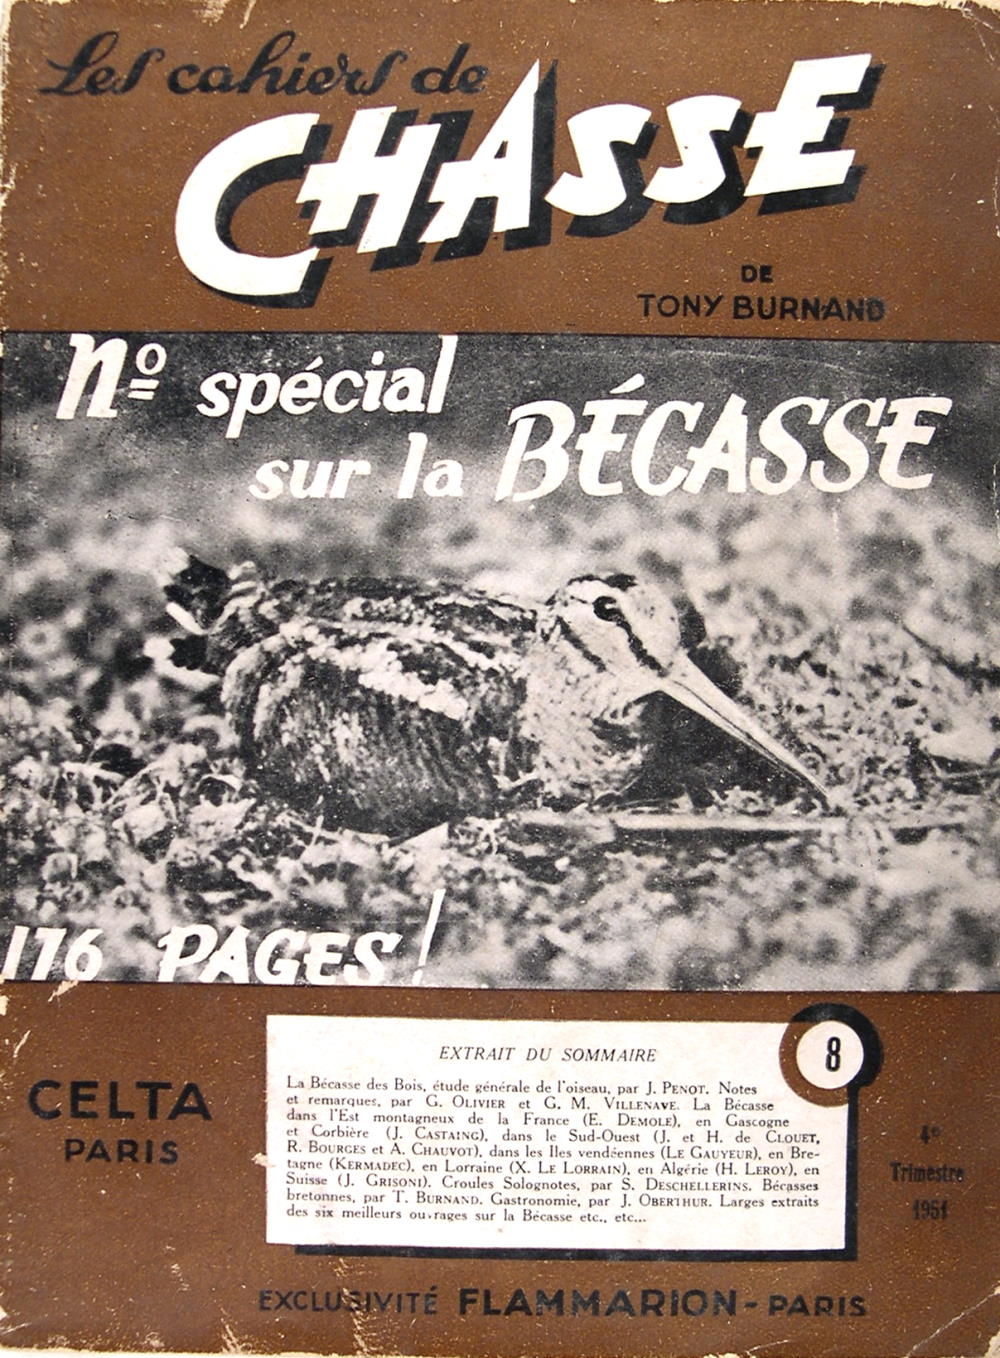 Les cahiers de
CHASSE
DE
TONY BURNAND
Nº spécial
sur la BÉCASSE
176 PAGES !
CELTA
PARIS
EXTRAIT DU SOMMAIRE
8
La Bécasse des Bois, étude générale de l'oiseau, par J. PENOT. Notes
et remarques, par G. OLIVIER et G. M. VILLENAVE. La Bécasse
dans l'Est montagneux de la France (E. DEMOLE), en Gascogne
et Corbière (J. CASTAING), dans le Sud-Ouest (J. et H. de CLOUET,
R. BOURGES et A. CHAUVOT), dans les Iles vendéennes (LE GAUYEUR), en Bre-
tagne (KERMADEC), en Lorraine (X. LE LORRAIN), en Algérie (H. LEROY), en
Suisse (J. GRISONI). Croules Solognotes, par S. DESCHELLERINS. Bécasses
bretonnes, par T. BURNAND. Gastronomie, par J. OBERTHUR. Larges extraits
des six meilleurs ouvrages sur la Bécasse etc., etc...
4e
Trimestre
1951
EXCLUSIVITÉ FLAMMARION - PARIS